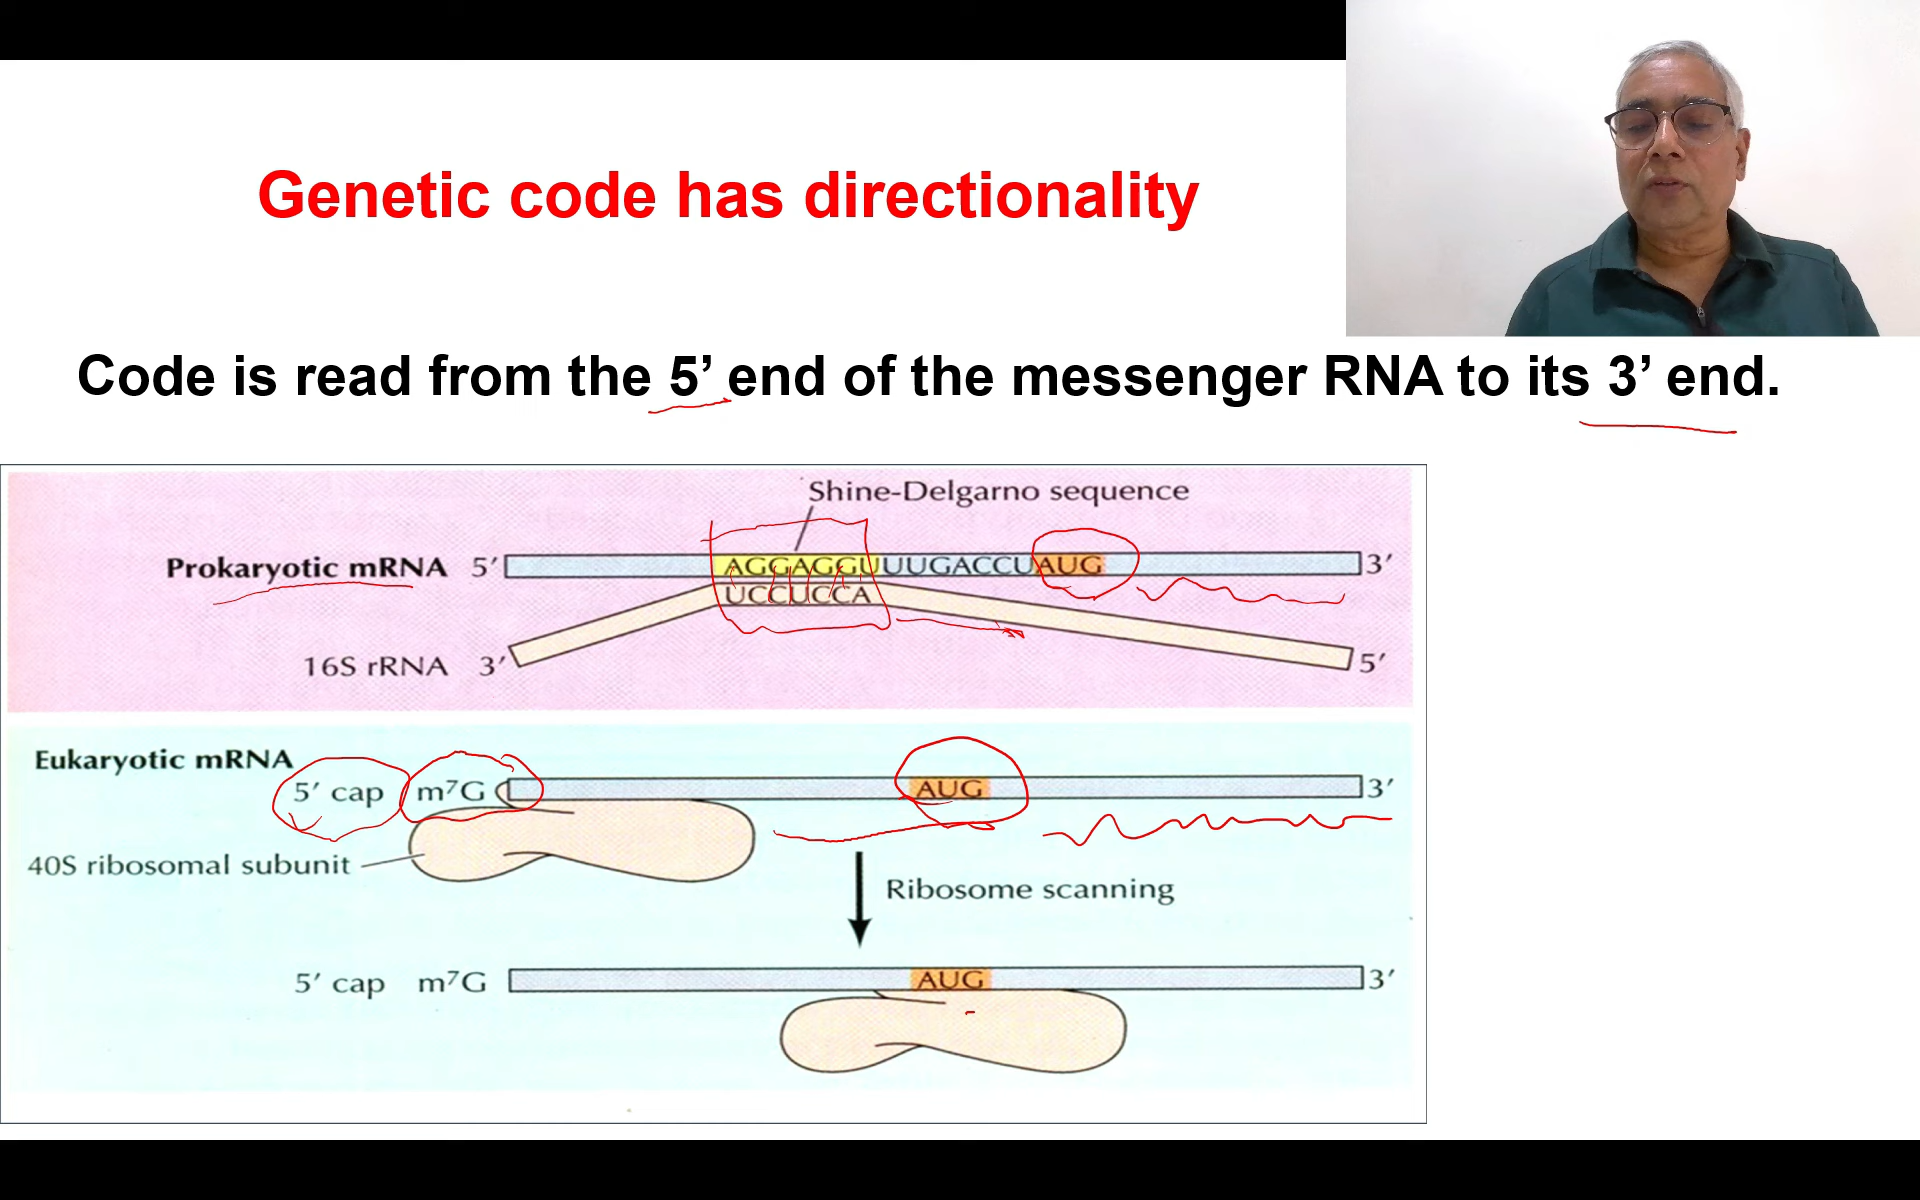 Genetic code has directionality
Code is read from the 5’ end of the messenger RNA to its 3’ end.
Shine-Delgarno sequence
Prokaryotic mRNA 5′ AGGAGGUUUGACCUAUG 3′
UCCUCCA
16S rRNA 3′ 5′
Eukaryotic mRNA
5′ cap m⁷G AUG 3′
40S ribosomal subunit
Ribosome scanning
5′ cap m⁷G AUG 3′